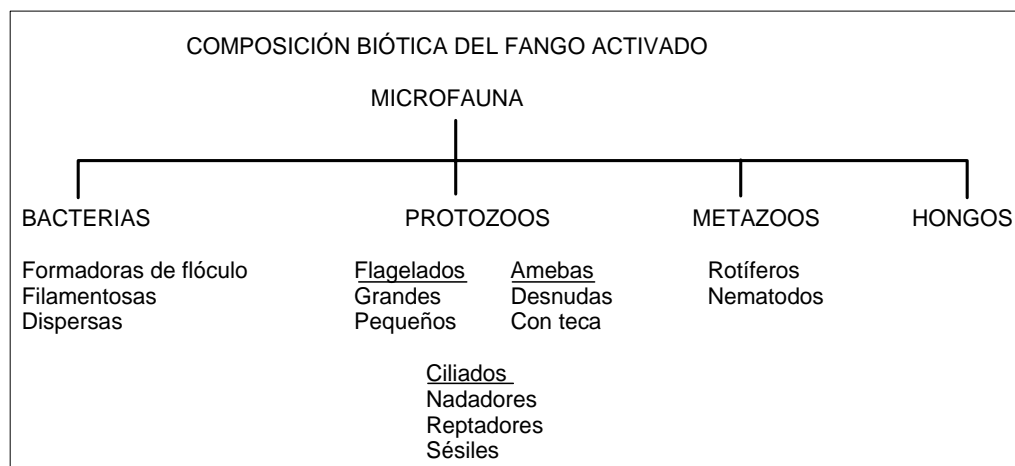 COMPOSICIÓN BIÓTICA DEL FANGO ACTIVADO
MICROFAUNA
BACTERIAS
Formadoras de flóculo
Filamentosas
Dispersas
PROTOZOOS
Flagelados
Grandes
Pequeños
Amebas
Desnudas
Con teca
Ciliados
Nadadores
Reptadores
Sésiles
METAZOOS
Rotíferos
Nematodos
HONGOS